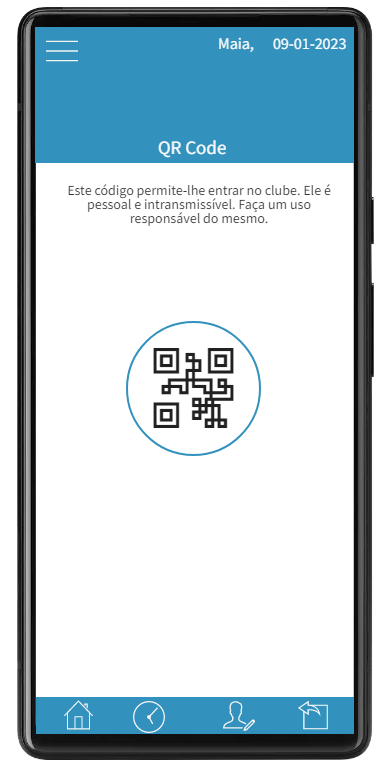 Maia, 09-01-2023
QR Code
Este código permite-lhe entrar no clube. Ele é
pessoal e intransmissível. Faça um uso
responsável do mesmo.